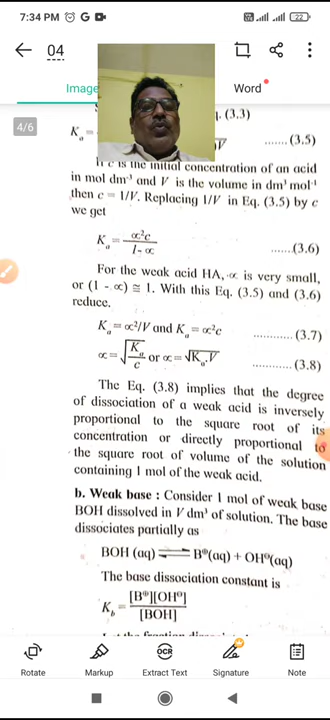 7:34 PM G 22
04
Image Word
4/6
(3.3)
Kₐ = ....... (3.5)
If c is the initial concentration of an acid
in mol dm⁻³ and V is the volume in dm³ mol⁻¹
then c = 1/V. Replacing 1/V in Eq. (3.5) by c
we get
Kₐ = ∝²c / 1- ∝ ......(3.6)
For the weak acid HA, ∝ is very small,
or (1 - ∝) ≅ 1. With this Eq. (3.5) and (3.6)
reduce.
Kₐ = ∝²/V and Kₐ = ∝²c ............ (3.7)
∝ = √(Kₐ/c) or ∝ = √Kₐ.V ............ (3.8)
The Eq. (3.8) implies that the degree
of dissociation of a weak acid is inversely
proportional to the square root of its
concentration or directly proportional to
the square root of volume of the solution
containing 1 mol of the weak acid.
b. Weak base : Consider 1 mol of weak base
BOH dissolved in V dm³ of solution. The base
dissociates partially as
BOH (aq) ⇌ B⊕(aq) + OH⊖(aq)
The base dissociation constant is
K_b = [B⊕][OH⊖] / [BOH]
OCR
Rotate Markup Extract Text Signature Note